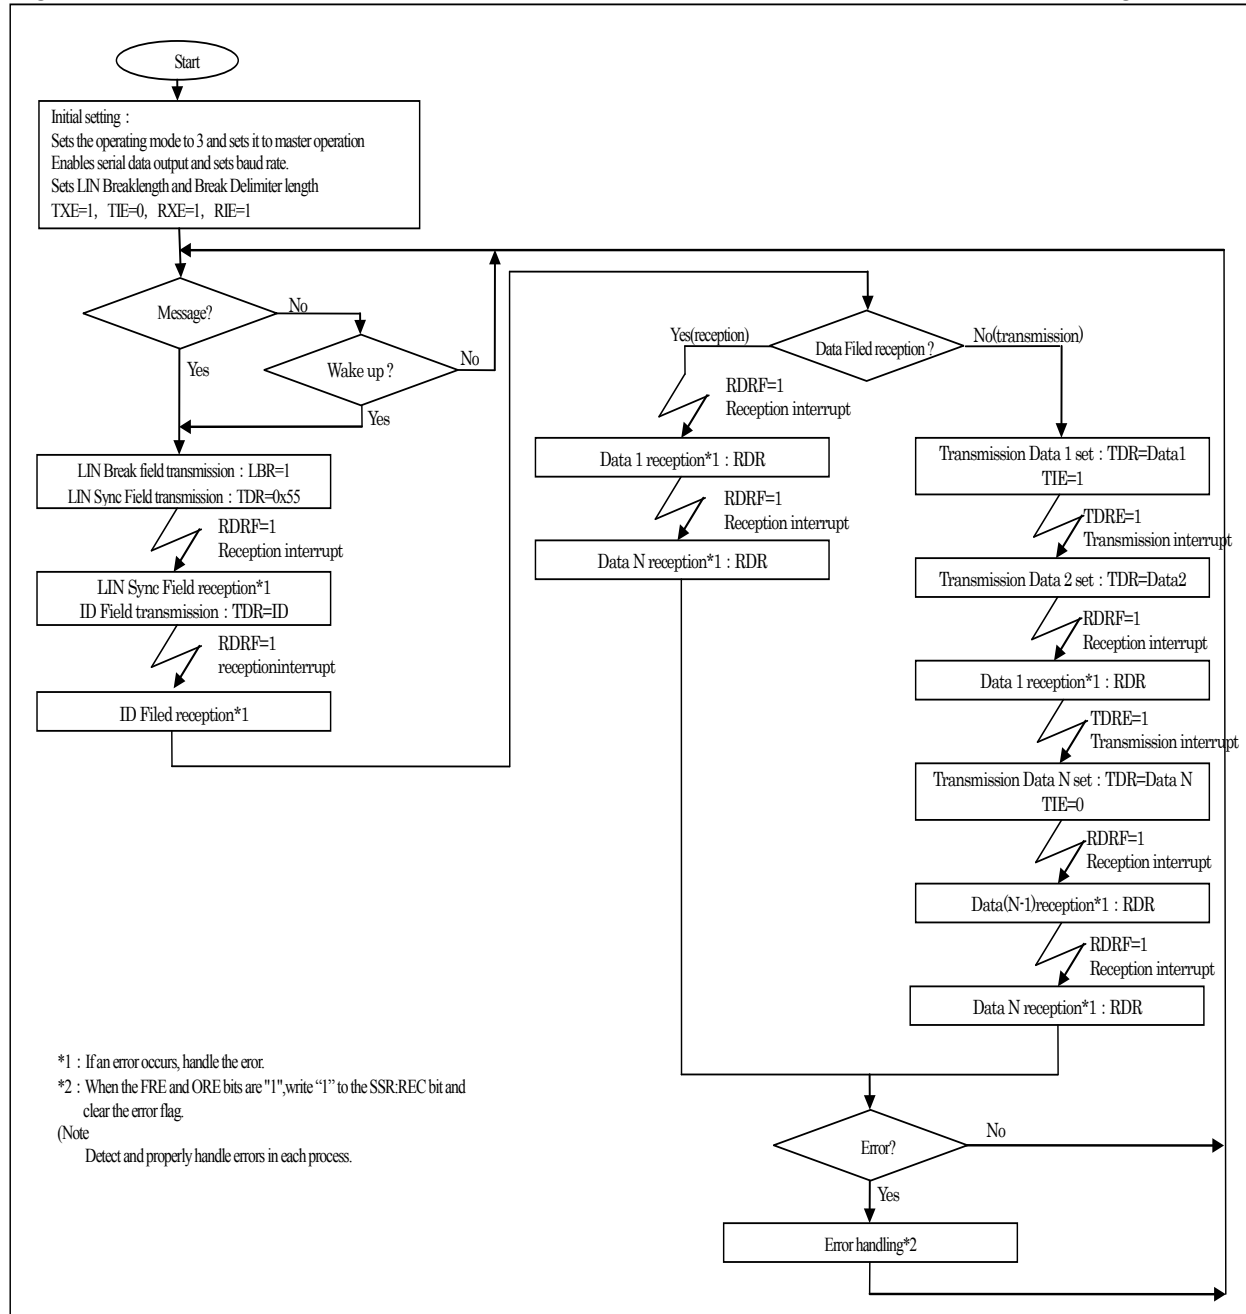 Start
Initial setting :
Sets the operating mode to 3 and sets it to master operation
Enables serial data output and sets baud rate.
Sets LIN Breaklength and Break Delimiter length
TXE=1, TIE=0, RXE=1, RIE=1
Message?
No
Wake up ?
No
Yes
Yes
LIN Break field transmission : LBR=1
LIN Sync Field transmission : TDR=0x55
RDRF=1
Reception interrupt
LIN Sync Field reception*1
ID Field transmission : TDR=ID
RDRF=1
receptioninterrupt
ID Filed reception*1
Data Filed reception ?
Yes(reception)
No(transmission)
RDRF=1
Reception interrupt
Data 1 reception*1 : RDR
RDRF=1
Reception interrupt
Data N reception*1 : RDR
Transmission Data 1 set : TDR=Data1
TIE=1
TDRE=1
Transmission interrupt
Transmission Data 2 set : TDR=Data2
RDRF=1
Reception interrupt
Data 1 reception*1 : RDR
TDRE=1
Transmission interrupt
Transmission Data N set : TDR=Data N
TIE=0
RDRF=1
Reception interrupt
Data(N-1)reception*1 : RDR
RDRF=1
Reception interrupt
Data N reception*1 : RDR
Error?
No
Yes
Error handling*2
*1 : If an error occurs, handle the eror.
*2 : When the FRE and ORE bits are "1",write “1” to the SSR:REC bit and
clear the error flag.
(Note
Detect and properly handle errors in each process.